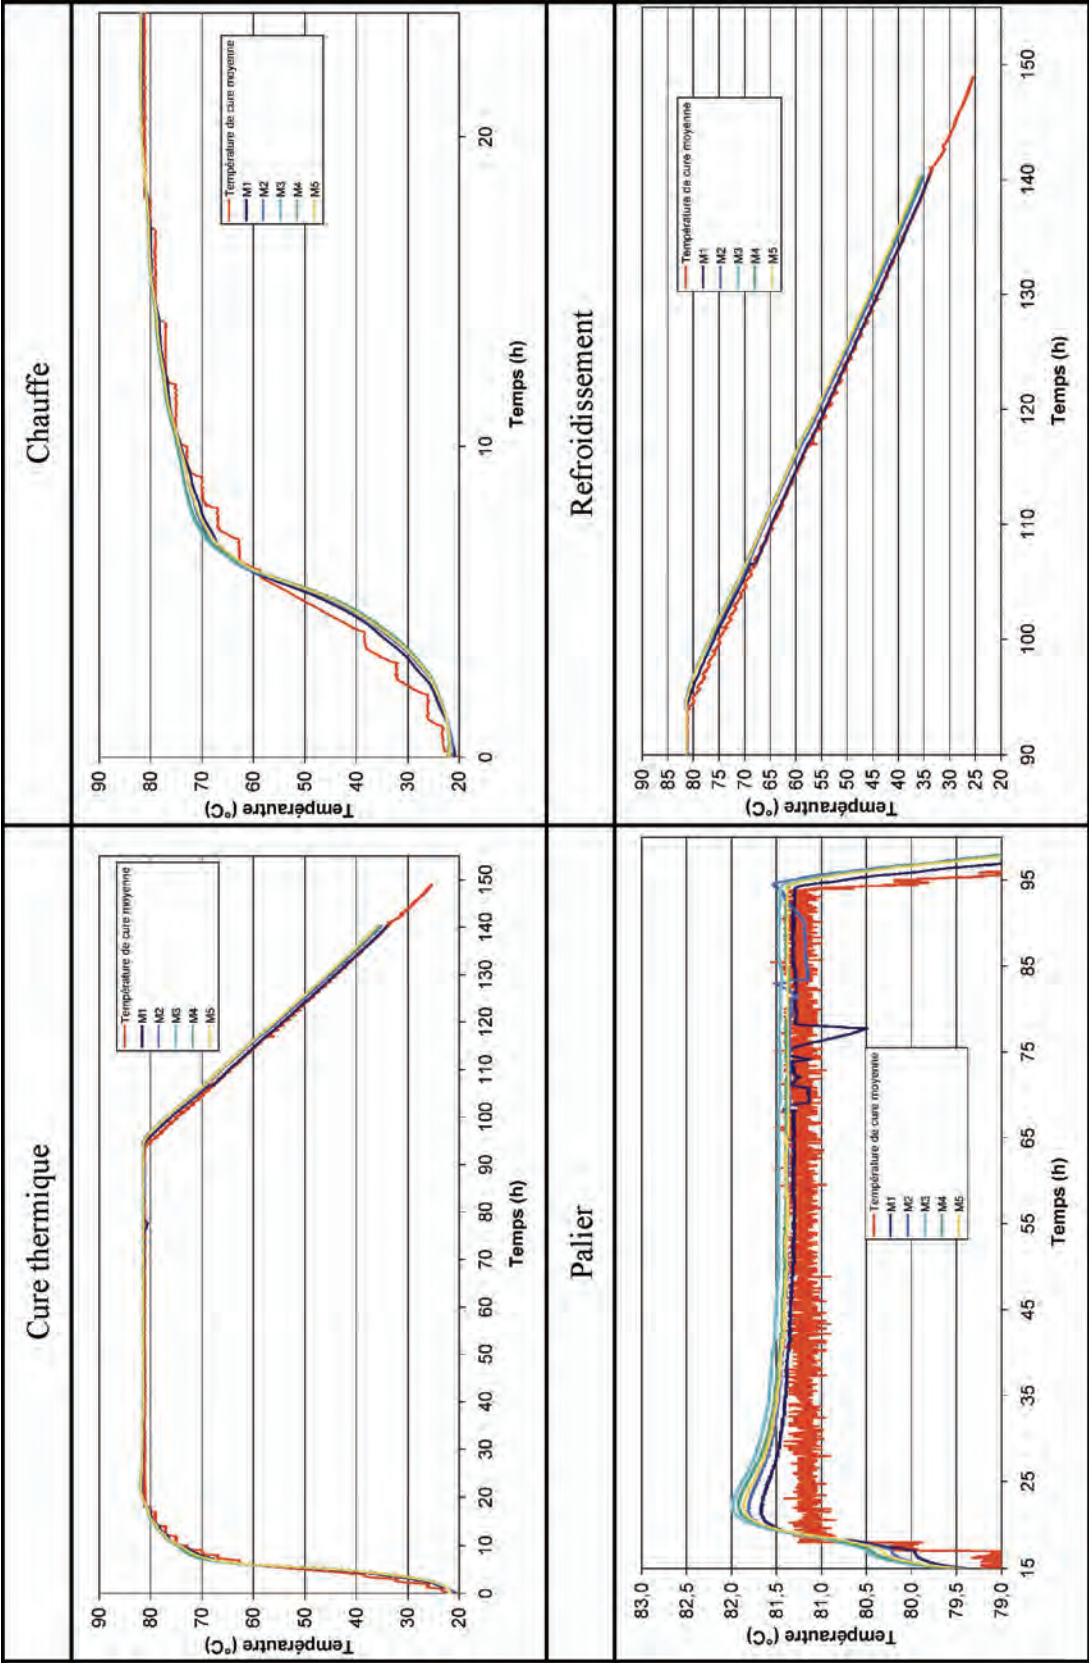 Cure thermique
Températutre (°C)
90
80
70
60
50
40
30
20
0
10
20
30
40
50
60
70
80
90
100
110
120
130
140
150
Temps (h)
Température de cure moyenne
M1
M2
M3
M4
M5
Chauffe
Températutre (°C)
90
80
70
60
50
40
30
20
0
10
20
Temps (h)
Température de cure moyenne
M1
M2
M3
M4
M5
Palier
Températutre (°C)
83,0
82,5
82,0
81,5
81,0
80,5
80,0
79,5
79,0
15
25
35
45
55
65
75
85
95
Temps (h)
Température de cure moyenne
M1
M2
M3
M4
M5
Refroidissement
Températutre (°C)
90
85
80
75
70
65
60
55
50
45
40
35
30
25
20
90
100
110
120
130
140
150
Temps (h)
Température de cure moyenne
M1
M2
M3
M4
M5